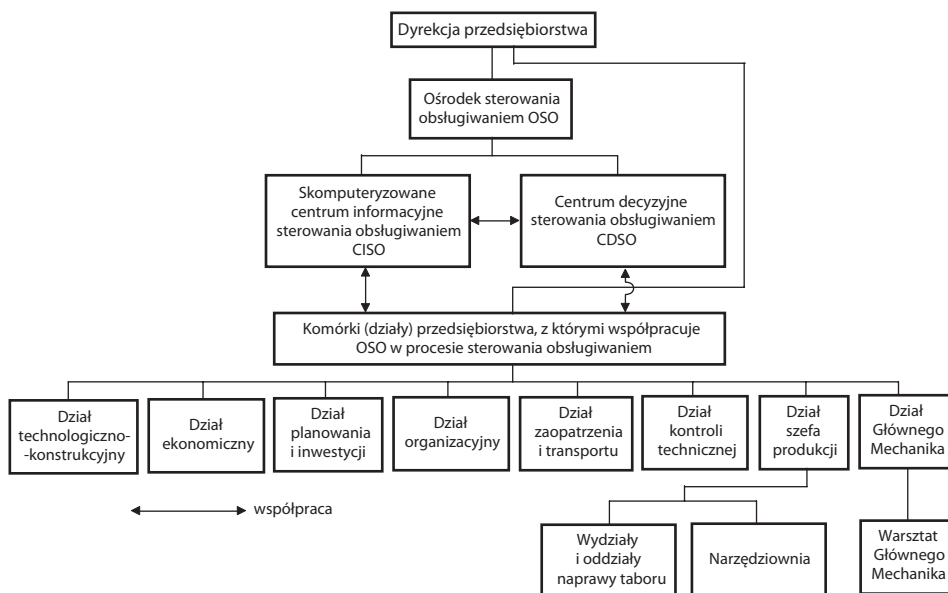 Dyrekcja przedsiębiorstwa
Ośrodek sterowania
obsługiwaniem OSO
Skomputeryzowane
centrum informacyjne
sterowania obsługiwaniem
CISO
Centrum decyzyjne
sterowania obsługiwaniem
CDSO
Komórki (działy) przedsiębiorstwa, z którymi współpracuje
OSO w procesie sterowania obsługiwaniem
Dział
technologiczno-
-konstrukcyjny
Dział
ekonomiczny
Dział
planowania
i inwestycji
Dział
organizacyjny
Dział
zaopatrzenia
i transportu
Dział
kontroli
technicznej
Dział
szefa
produkcji
Dział
Głównego
Mechanika
współpraca
Wydziały
i oddziały
naprawy taboru
Narzędziownia
Warsztat
Głównego
Mechanika